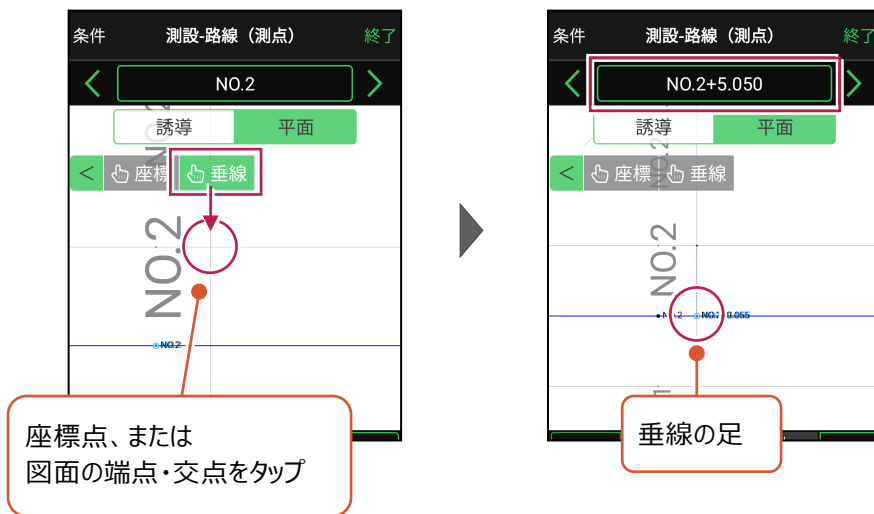 条件 測設-路線（測点） 終了
NO.2
誘導 平面
< 座標 垂線
NO.2
NO.2
座標点、または
図面の端点・交点をタップ
条件 測設-路線（測点） 終了
NO.2+5.050
誘導 平面
< 座標 垂線
NO.2
垂線の足